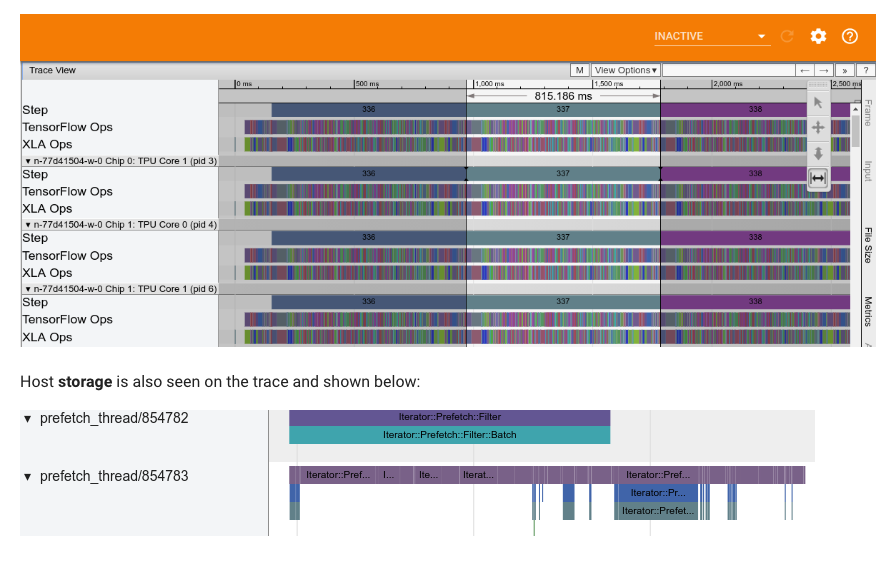 INACTIVE
Trace View
M View Options▾ ← → » ?
0 ms 500 ms 1,000 ms 1,500 ms 2,000 ms 2,500 ms
815.186 ms
Step 336 337 338
TensorFlow Ops
XLA Ops
▾ n-77d41504-w-0 Chip 0: TPU Core 1 (pid 3)
Step 336 337 338
TensorFlow Ops
XLA Ops
▾ n-77d41504-w-0 Chip 1: TPU Core 0 (pid 4)
Step 336 337 338
TensorFlow Ops
XLA Ops
▾ n-77d41504-w-0 Chip 1: TPU Core 1 (pid 6)
Step 336 337 338
TensorFlow Ops
XLA Ops
Frame
Input
File Size
Metrics
Host storage is also seen on the trace and shown below:
▾ prefetch_thread/854782 Iterator::Prefetch::Filter
Iterator::Prefetch::Filter::Batch
▾ prefetch_thread/854783 Iterator::Pref... I... Ite... Iterat... Iterator::Pref...
Iterator::Pr...
Iterator::Prefet...